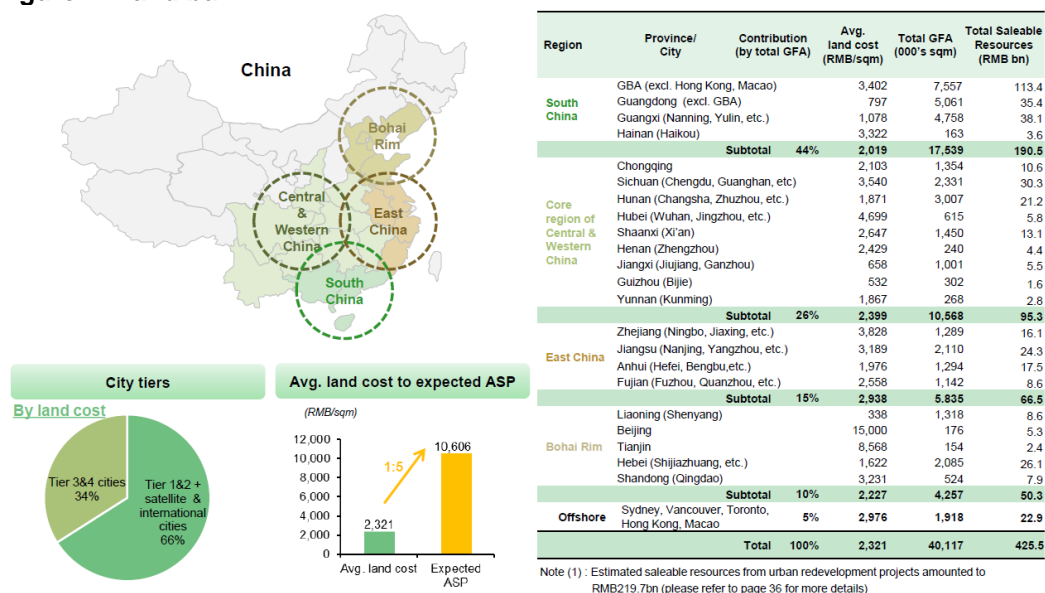 China
Bohai
Rim
Central
&
Western
China
East
China
South
China
City tiers
By land cost
Tier 3&4 cities
34%
Tier 1&2 +
satellite &
international
cities
66%
Avg. land cost to expected ASP
(RMB/sqm)
12,000
10,000
8,000
6,000
4,000
2,000
0
2,321
1:5
10,606
Avg. land cost
Expected
ASP
Region Province/ City Contribution (by total GFA) Avg. land cost (RMB/sqm) Total GFA (000's sqm) Total Saleable Resources (RMB bn)
South
China
GBA (excl. Hong Kong, Macao) 3,402 7,557 113.4
Guangdong (excl. GBA) 797 5,061 35.4
Guangxi (Nanning, Yulin, etc.) 1,078 4,758 38.1
Hainan (Haikou) 3,322 163 3.6
Subtotal 44% 2,019 17,539 190.5
Core
region of
Central &
Western
China
Chongqing 2,103 1,354 10.6
Sichuan (Chengdu, Guanghan, etc) 3,540 2,331 30.3
Hunan (Changsha, Zhuzhou, etc.) 1,871 3,007 21.2
Hubei (Wuhan, Jingzhou, etc.) 4,699 615 5.8
Shaanxi (Xi'an) 2,647 1,450 13.1
Henan (Zhengzhou) 2,429 240 4.4
Jiangxi (Jiujiang, Ganzhou) 658 1,001 5.5
Guizhou (Bijie) 532 302 1.6
Yunnan (Kunming) 1,867 268 2.8
Subtotal 26% 2,399 10,568 95.3
East China
Zhejiang (Ningbo, Jiaxing, etc.) 3,828 1,289 16.1
Jiangsu (Nanjing, Yangzhou, etc.) 3,189 2,110 24.3
Anhui (Hefei, Bengbu,etc.) 1,976 1,294 17.5
Fujian (Fuzhou, Quanzhou, etc.) 2,558 1,142 8.6
Subtotal 15% 2,938 5.835 66.5
Bohai Rim
Liaoning (Shenyang) 338 1,318 8.6
Beijing 15,000 176 5.3
Tianjin 8,568 154 2.4
Hebei (Shijiazhuang, etc.) 1,622 2,085 26.1
Shandong (Qingdao) 3,231 524 7.9
Subtotal 10% 2,227 4,257 50.3
Offshore Sydney, Vancouver, Toronto, Hong Kong, Macao 5% 2,976 1,918 22.9
Total 100% 2,321 40,117 425.5
Note (1) : Estimated saleable resources from urban redevelopment projects amounted to
RMB219.7bn (please refer to page 36 for more details)